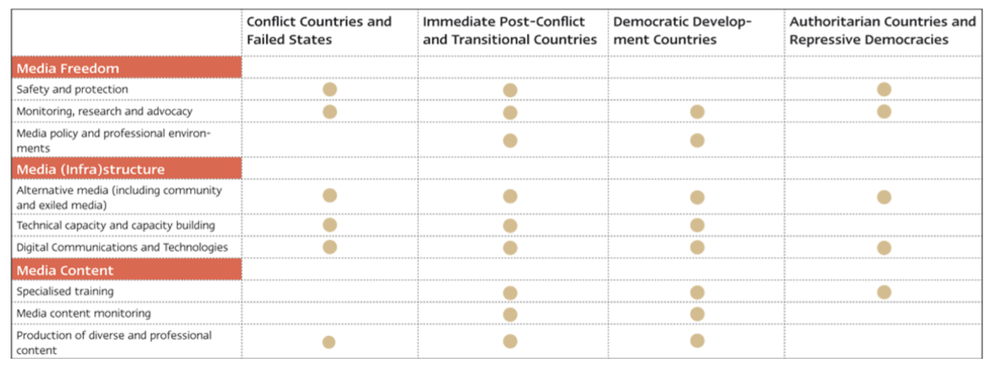 Conflict Countries and
Failed States
Immediate Post-Conflict
and Transitional Countries
Democratic Develop-
ment Countries
Authoritarian Countries and
Repressive Democracies
Media Freedom
Safety and protection
Monitoring, research and advocacy
Media policy and professional environ-
ments
Media (Infra)structure
Alternative media (including community
and exiled media)
Technical capacity and capacity building
Digital Communications and Technologies
Media Content
Specialised training
Media content monitoring
Production of diverse and professional
content